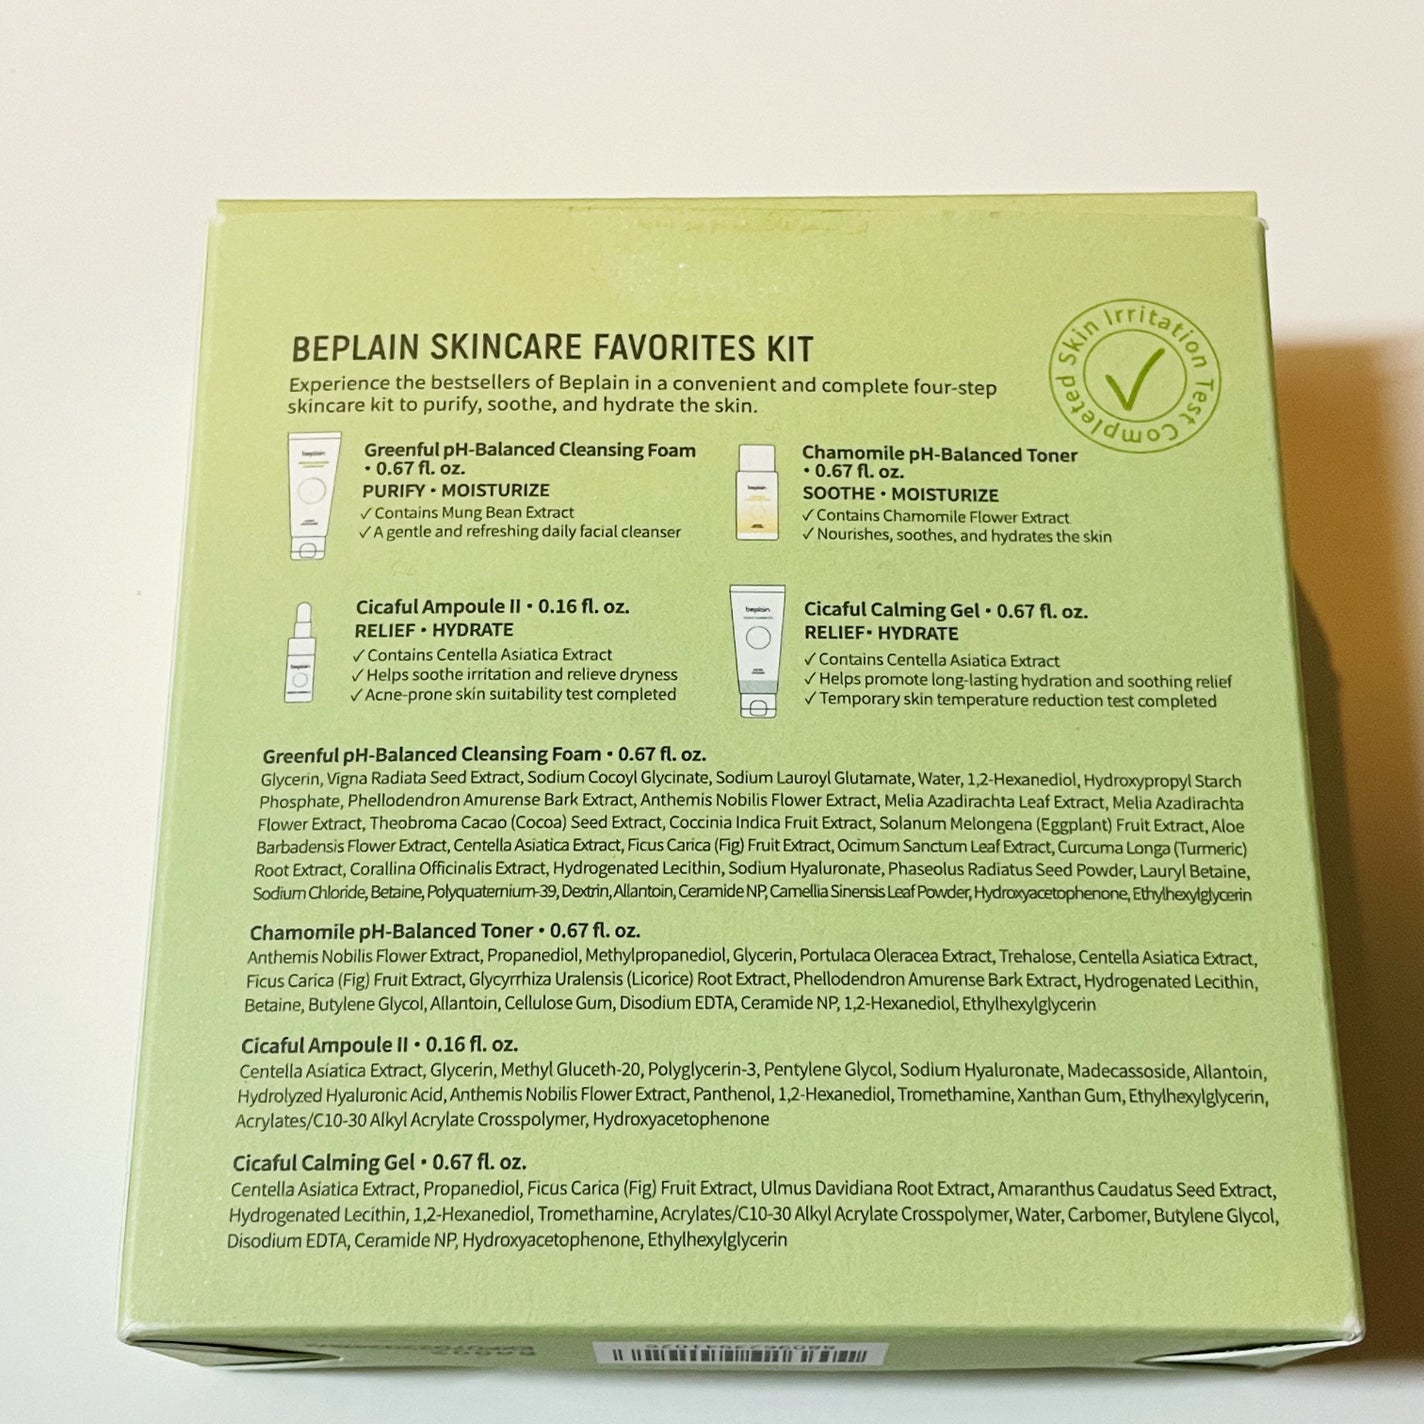 BEPLAIN SKINCARE FAVORITES KIT
Experience the bestsellers of Beplain in a convenient and complete four-step
skincare kit to purify, soothe, and hydrate the skin.
Skin Irritation Test Completed
beplain
Greenful pH-Balanced Cleansing Foam
• 0.67 fl. oz.
PURIFY • MOISTURIZE
✓ Contains Mung Bean Extract
✓ A gentle and refreshing daily facial cleanser
beplain
Chamomile pH-Balanced Toner
• 0.67 fl. oz.
SOOTHE • MOISTURIZE
✓ Contains Chamomile Flower Extract
✓ Nourishes, soothes, and hydrates the skin
beplain
Cicaful Ampoule II • 0.16 fl. oz.
RELIEF • HYDRATE
✓ Contains Centella Asiatica Extract
✓ Helps soothe irritation and relieve dryness
✓ Acne-prone skin suitability test completed
beplain
Cicaful Calming Gel • 0.67 fl. oz.
RELIEF• HYDRATE
✓ Contains Centella Asiatica Extract
✓ Helps promote long-lasting hydration and soothing relief
✓ Temporary skin temperature reduction test completed
Greenful pH-Balanced Cleansing Foam • 0.67 fl. oz.
Glycerin, Vigna Radiata Seed Extract, Sodium Cocoyl Glycinate, Sodium Lauroyl Glutamate, Water, 1,2-Hexanediol, Hydroxypropyl Starch
Phosphate, Phellodendron Amurense Bark Extract, Anthemis Nobilis Flower Extract, Melia Azadirachta Leaf Extract, Melia Azadirachta
Flower Extract, Theobroma Cacao (Cocoa) Seed Extract, Coccinia Indica Fruit Extract, Solanum Melongena (Eggplant) Fruit Extract, Aloe
Barbadensis Flower Extract, Centella Asiatica Extract, Ficus Carica (Fig) Fruit Extract, Ocimum Sanctum Leaf Extract, Curcuma Longa (Turmeric)
Root Extract, Corallina Officinalis Extract, Hydrogenated Lecithin, Sodium Hyaluronate, Phaseolus Radiatus Seed Powder, Lauryl Betaine,
Sodium Chloride, Betaine, Polyquaternium-39, Dextrin, Allantoin, Ceramide NP, Camellia Sinensis Leaf Powder, Hydroxyacetophenone, Ethylhexylglycerin
Chamomile pH-Balanced Toner • 0.67 fl. oz.
Anthemis Nobilis Flower Extract, Propanediol, Methylpropanediol, Glycerin, Portulaca Oleracea Extract, Trehalose, Centella Asiatica Extract,
Ficus Carica (Fig) Fruit Extract, Glycyrrhiza Uralensis (Licorice) Root Extract, Phellodendron Amurense Bark Extract, Hydrogenated Lecithin,
Betaine, Butylene Glycol, Allantoin, Cellulose Gum, Disodium EDTA, Ceramide NP, 1,2-Hexanediol, Ethylhexylglycerin
Cicaful Ampoule II • 0.16 fl. oz.
Centella Asiatica Extract, Glycerin, Methyl Gluceth-20, Polyglycerin-3, Pentylene Glycol, Sodium Hyaluronate, Madecassoside, Allantoin,
Hydrolyzed Hyaluronic Acid, Anthemis Nobilis Flower Extract, Panthenol, 1,2-Hexanediol, Tromethamine, Xanthan Gum, Ethylhexylglycerin,
Acrylates/C10-30 Alkyl Acrylate Crosspolymer, Hydroxyacetophenone
Cicaful Calming Gel • 0.67 fl. oz.
Centella Asiatica Extract, Propanediol, Ficus Carica (Fig) Fruit Extract, Ulmus Davidiana Root Extract, Amaranthus Caudatus Seed Extract,
Hydrogenated Lecithin, 1,2-Hexanediol, Tromethamine, Acrylates/C10-30 Alkyl Acrylate Crosspolymer, Water, Carbomer, Butylene Glycol,
Disodium EDTA, Ceramide NP, Hydroxyacetophenone, Ethylhexylglycerin